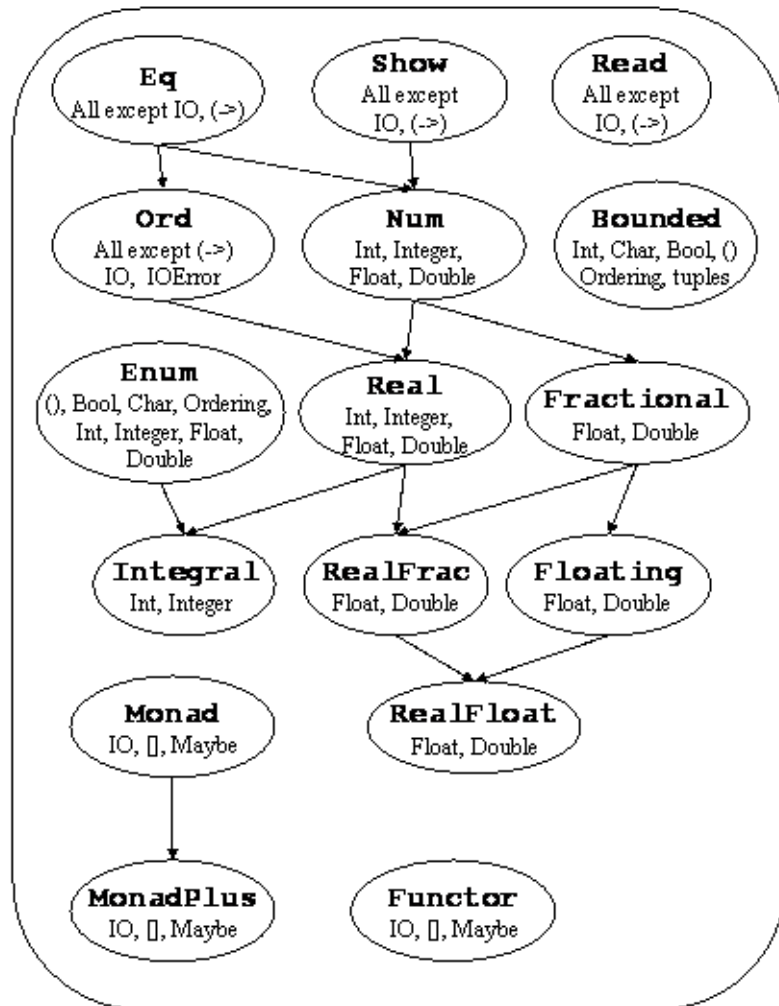 Eq
All except IO, (->)
Show
All except
IO, (->)
Read
All except
IO, (->)
Ord
All except (->)
IO, IOError
Num
Int, Integer,
Float, Double
Bounded
Int, Char, Bool, ()
Ordering, tuples
Enum
(), Bool, Char, Ordering,
Int, Integer, Float,
Double
Real
Int, Integer,
Float, Double
Fractional
Float, Double
Integral
Int, Integer
RealFrac
Float, Double
Floating
Float, Double
Monad
IO, [], Maybe
RealFloat
Float, Double
MonadPlus
IO, [], Maybe
Functor
IO, [], Maybe